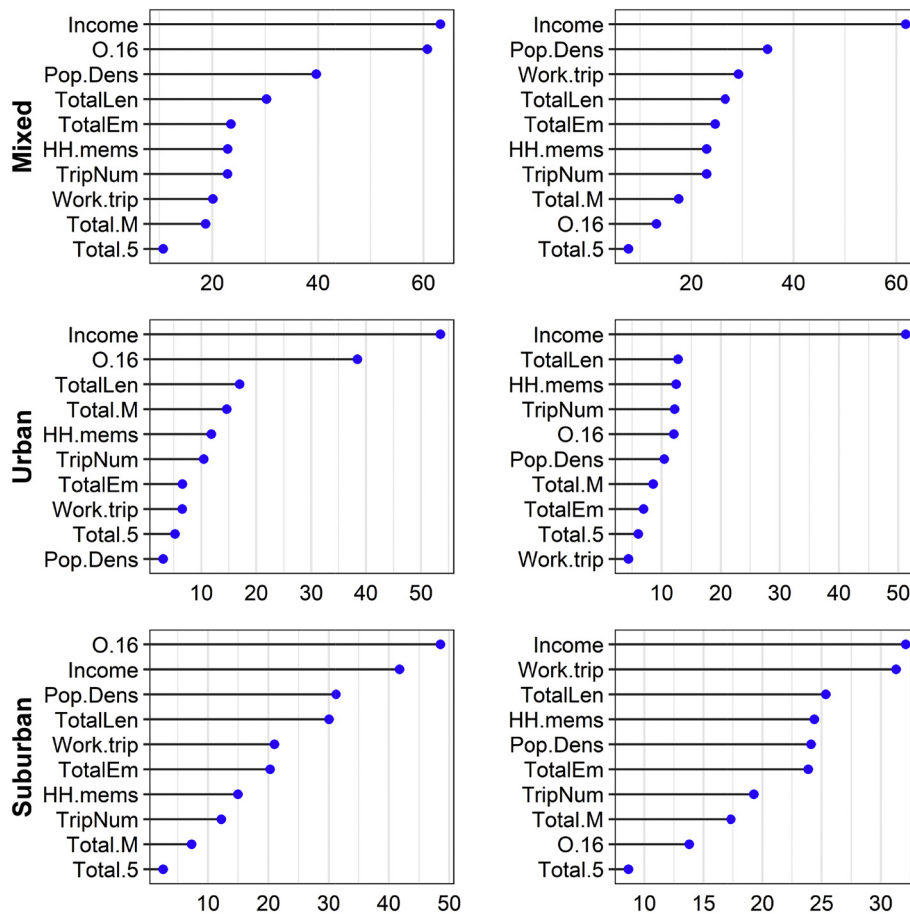 Mixed
Income
O.16
Pop.Dens
TotalLen
TotalEm
HH.mems
TripNum
Work.trip
Total.M
Total.5
20 40 60
Income
Pop.Dens
Work.trip
TotalLen
TotalEm
HH.mems
TripNum
Total.M
O.16
Total.5
20 40 60
Urban
Income
O.16
TotalLen
Total.M
HH.mems
TripNum
TotalEm
Work.trip
Total.5
Pop.Dens
10 20 30 40 50
Income
TotalLen
HH.mems
TripNum
O.16
Pop.Dens
Total.M
TotalEm
Total.5
Work.trip
10 20 30 40 50
Suburban
O.16
Income
Pop.Dens
TotalLen
Work.trip
TotalEm
HH.mems
TripNum
Total.M
Total.5
10 20 30 40 50
Income
Work.trip
TotalLen
HH.mems
Pop.Dens
TotalEm
TripNum
Total.M
O.16
Total.5
10 15 20 25 30